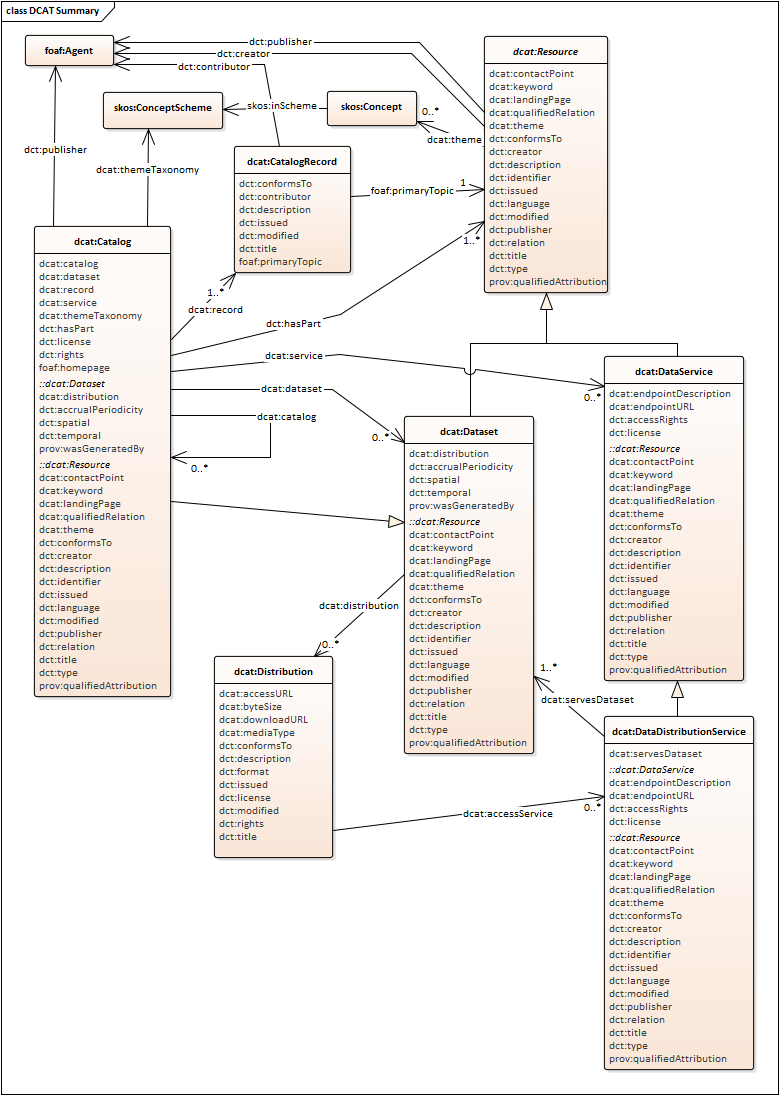 class DCAT Summary
foaf:Agent
dct:publisher
dct:creator
dct:contributor
skos:ConceptScheme
skos:inScheme
skos:Concept
0..*
dcat:theme
dct:publisher
dcat:themeTaxonomy
dcat:Resource
dcat:contactPoint
dcat:keyword
dcat:landingPage
dcat:qualifiedRelation
dcat:theme
dct:conformsTo
dct:creator
dct:description
dct:identifier
dct:issued
dct:language
dct:modified
dct:publisher
dct:relation
dct:title
dct:type
prov:qualifiedAttribution
dcat:CatalogRecord
dct:conformsTo
dct:contributor
dct:description
dct:issued
dct:modified
dct:title
foaf:primaryTopic
foaf:primaryTopic
1
1..*
1..*
dcat:record
dct:hasPart
dcat:service
0..*
dcat:dataset
0..*
dcat:catalog
0..*
dcat:Catalog
dcat:catalog
dcat:dataset
dcat:record
dcat:service
dcat:themeTaxonomy
dct:hasPart
dct:license
dct:rights
foaf:homepage
::dcat:Dataset
dcat:distribution
dct:accrualPeriodicity
dct:spatial
dct:temporal
prov:wasGeneratedBy
::dcat:Resource
dcat:contactPoint
dcat:keyword
dcat:landingPage
dcat:qualifiedRelation
dcat:theme
dct:conformsTo
dct:creator
dct:description
dct:identifier
dct:issued
dct:language
dct:modified
dct:publisher
dct:relation
dct:title
dct:type
prov:qualifiedAttribution
dcat:Dataset
dcat:distribution
dct:accrualPeriodicity
dct:spatial
dct:temporal
prov:wasGeneratedBy
::dcat:Resource
dcat:contactPoint
dcat:keyword
dcat:landingPage
dcat:qualifiedRelation
dcat:theme
dct:conformsTo
dct:creator
dct:description
dct:identifier
dct:issued
dct:language
dct:modified
dct:publisher
dct:relation
dct:title
dct:type
prov:qualifiedAttribution
dcat:DataService
dcat:endpointDescription
dcat:endpointURL
dct:accessRights
dct:license
::dcat:Resource
dcat:contactPoint
dcat:keyword
dcat:landingPage
dcat:qualifiedRelation
dcat:theme
dct:conformsTo
dct:creator
dct:description
dct:identifier
dct:issued
dct:language
dct:modified
dct:publisher
dct:relation
dct:title
dct:type
prov:qualifiedAttribution
dcat:distribution
0..*
dcat:Distribution
dcat:accessURL
dcat:byteSize
dcat:downloadURL
dcat:mediaType
dct:conformsTo
dct:description
dct:format
dct:issued
dct:license
dct:modified
dct:rights
dct:title
1..*
dcat:servesDataset
dcat:accessService
0..*
dcat:DataDistributionService
dcat:servesDataset
::dcat:DataService
dcat:endpointDescription
dcat:endpointURL
dct:accessRights
dct:license
::dcat:Resource
dcat:contactPoint
dcat:keyword
dcat:landingPage
dcat:qualifiedRelation
dcat:theme
dct:conformsTo
dct:creator
dct:description
dct:identifier
dct:issued
dct:language
dct:modified
dct:publisher
dct:relation
dct:title
dct:type
prov:qualifiedAttribution